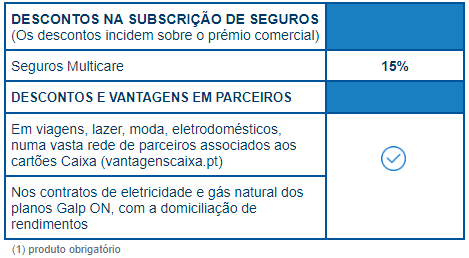 DESCONTOS NA SUBSCRIÇÃO DE SEGUROS
(Os descontos incidem sobre o prémio comercial)
Seguros Multicare 15%
DESCONTOS E VANTAGENS EM PARCEIROS
Em viagens, lazer, moda, eletrodomésticos,
numa vasta rede de parceiros associados aos
cartões Caixa (vantagenscaixa.pt)
Nos contratos de eletricidade e gás natural dos
planos Galp ON, com a domiciliação de
rendimentos
(1) produto obrigatório